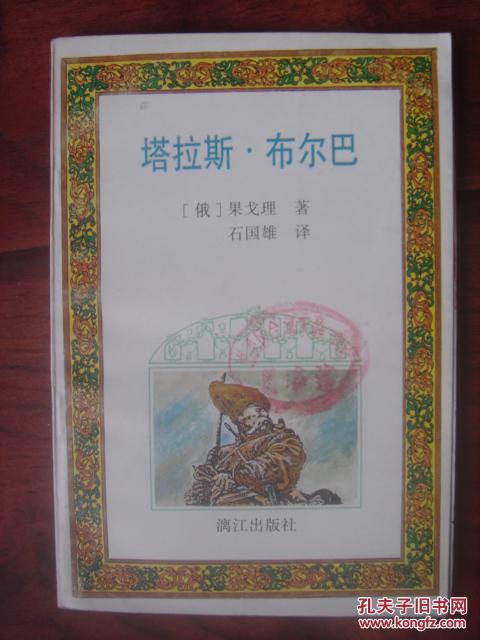 塔拉斯·布尔巴
[俄]果戈理 著
石国雄 译
漓江出版社
孔夫子旧书网
www.kongfz.com